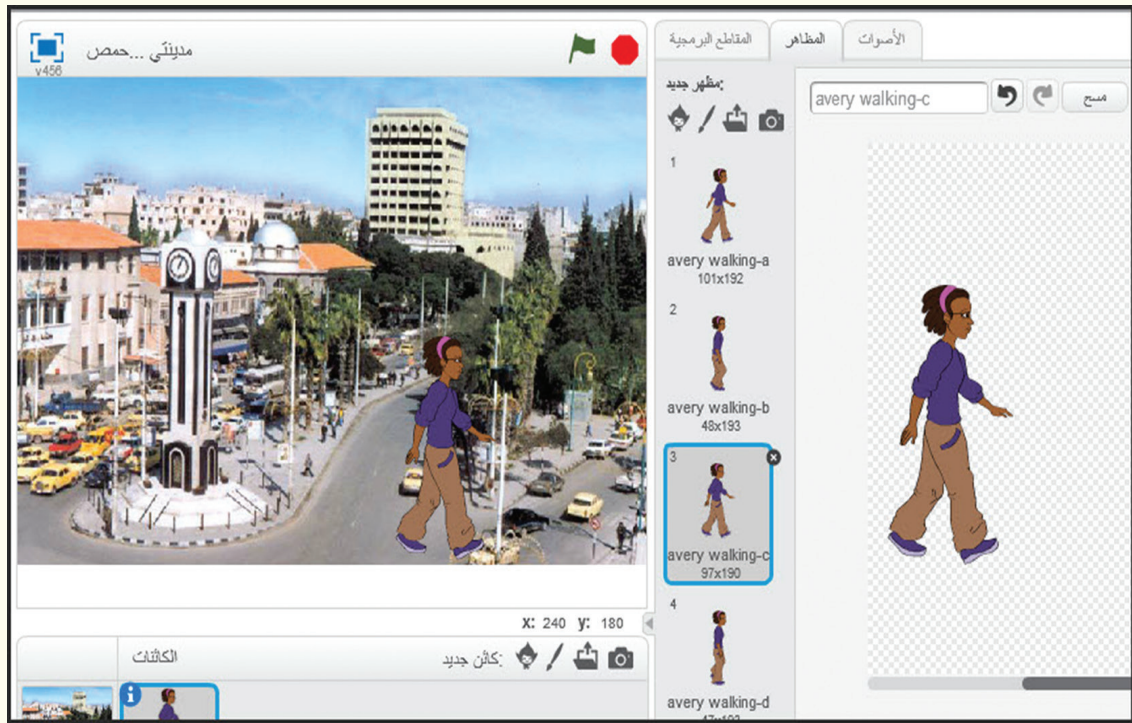 مدينتي ...حمص
v456
المقاطع البرمجية
المظاهر
الأصوات
مظهر جديد:
avery walking-c
مسح
1
avery walking-a
101x192
2
avery walking-b
48x193
3
avery walking-c
97x190
4
avery walking-d
47x193
x: 240 y: 180
الكائنات
كائن جديد: